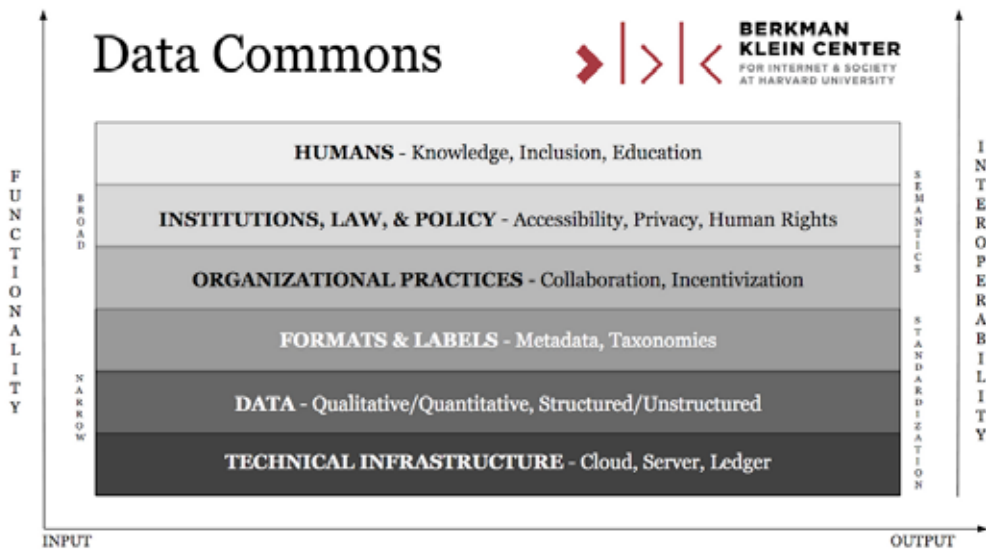 Data Commons
BERKMAN
KLEIN CENTER
FOR INTERNET & SOCIETY
AT HARVARD UNIVERSITY
FUNCTIONALITY
BROAD
NARROW
HUMANS - Knowledge, Inclusion, Education
INSTITUTIONS, LAW, & POLICY - Accessibility, Privacy, Human Rights
ORGANIZATIONAL PRACTICES - Collaboration, Incentivization
FORMATS & LABELS - Metadata, Taxonomies
DATA - Qualitative/Quantitative, Structured/Unstructured
TECHNICAL INFRASTRUCTURE - Cloud, Server, Ledger
SEMANTICS
STANDARDIZATION
INTEROPERABILITY
INPUT
OUTPUT